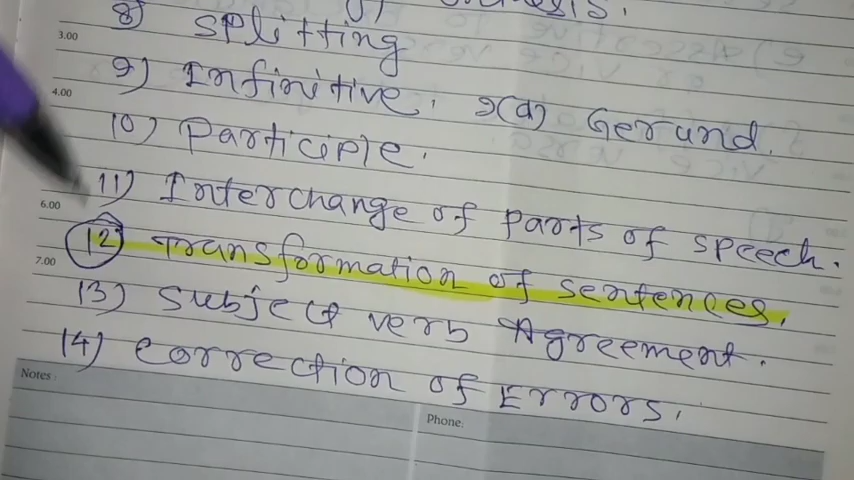 8) Splitting
3.00
9) Infinitive. 9(a) Gerund.
4.00
10) Participle.
11) Interchange of parts of speech.
6.00
12 Transformation of sentences.
7.00
13) Subject verb Agreement.
14) Correction of Errors.
Notes:
Phone: